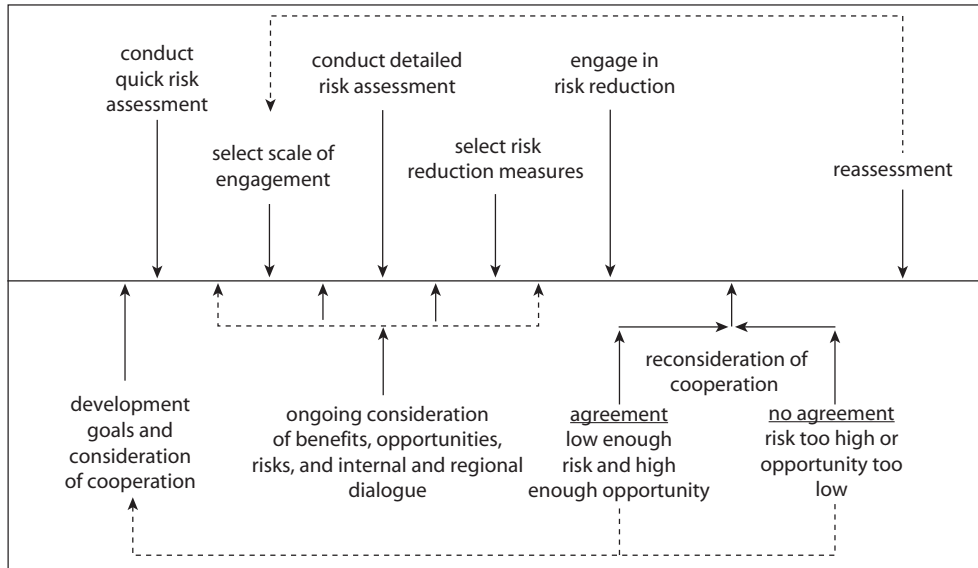 conduct
quick risk
assessment
select scale of
engagement
conduct detailed
risk assessment
select risk
reduction measures
engage in
risk reduction
reassessment
development
goals and
consideration
of cooperation
ongoing consideration
of benefits, opportunities,
risks, and internal and regional
dialogue
agreement
low enough
risk and high
enough opportunity
reconsideration of
cooperation
no agreement
risk too high or
opportunity too
low